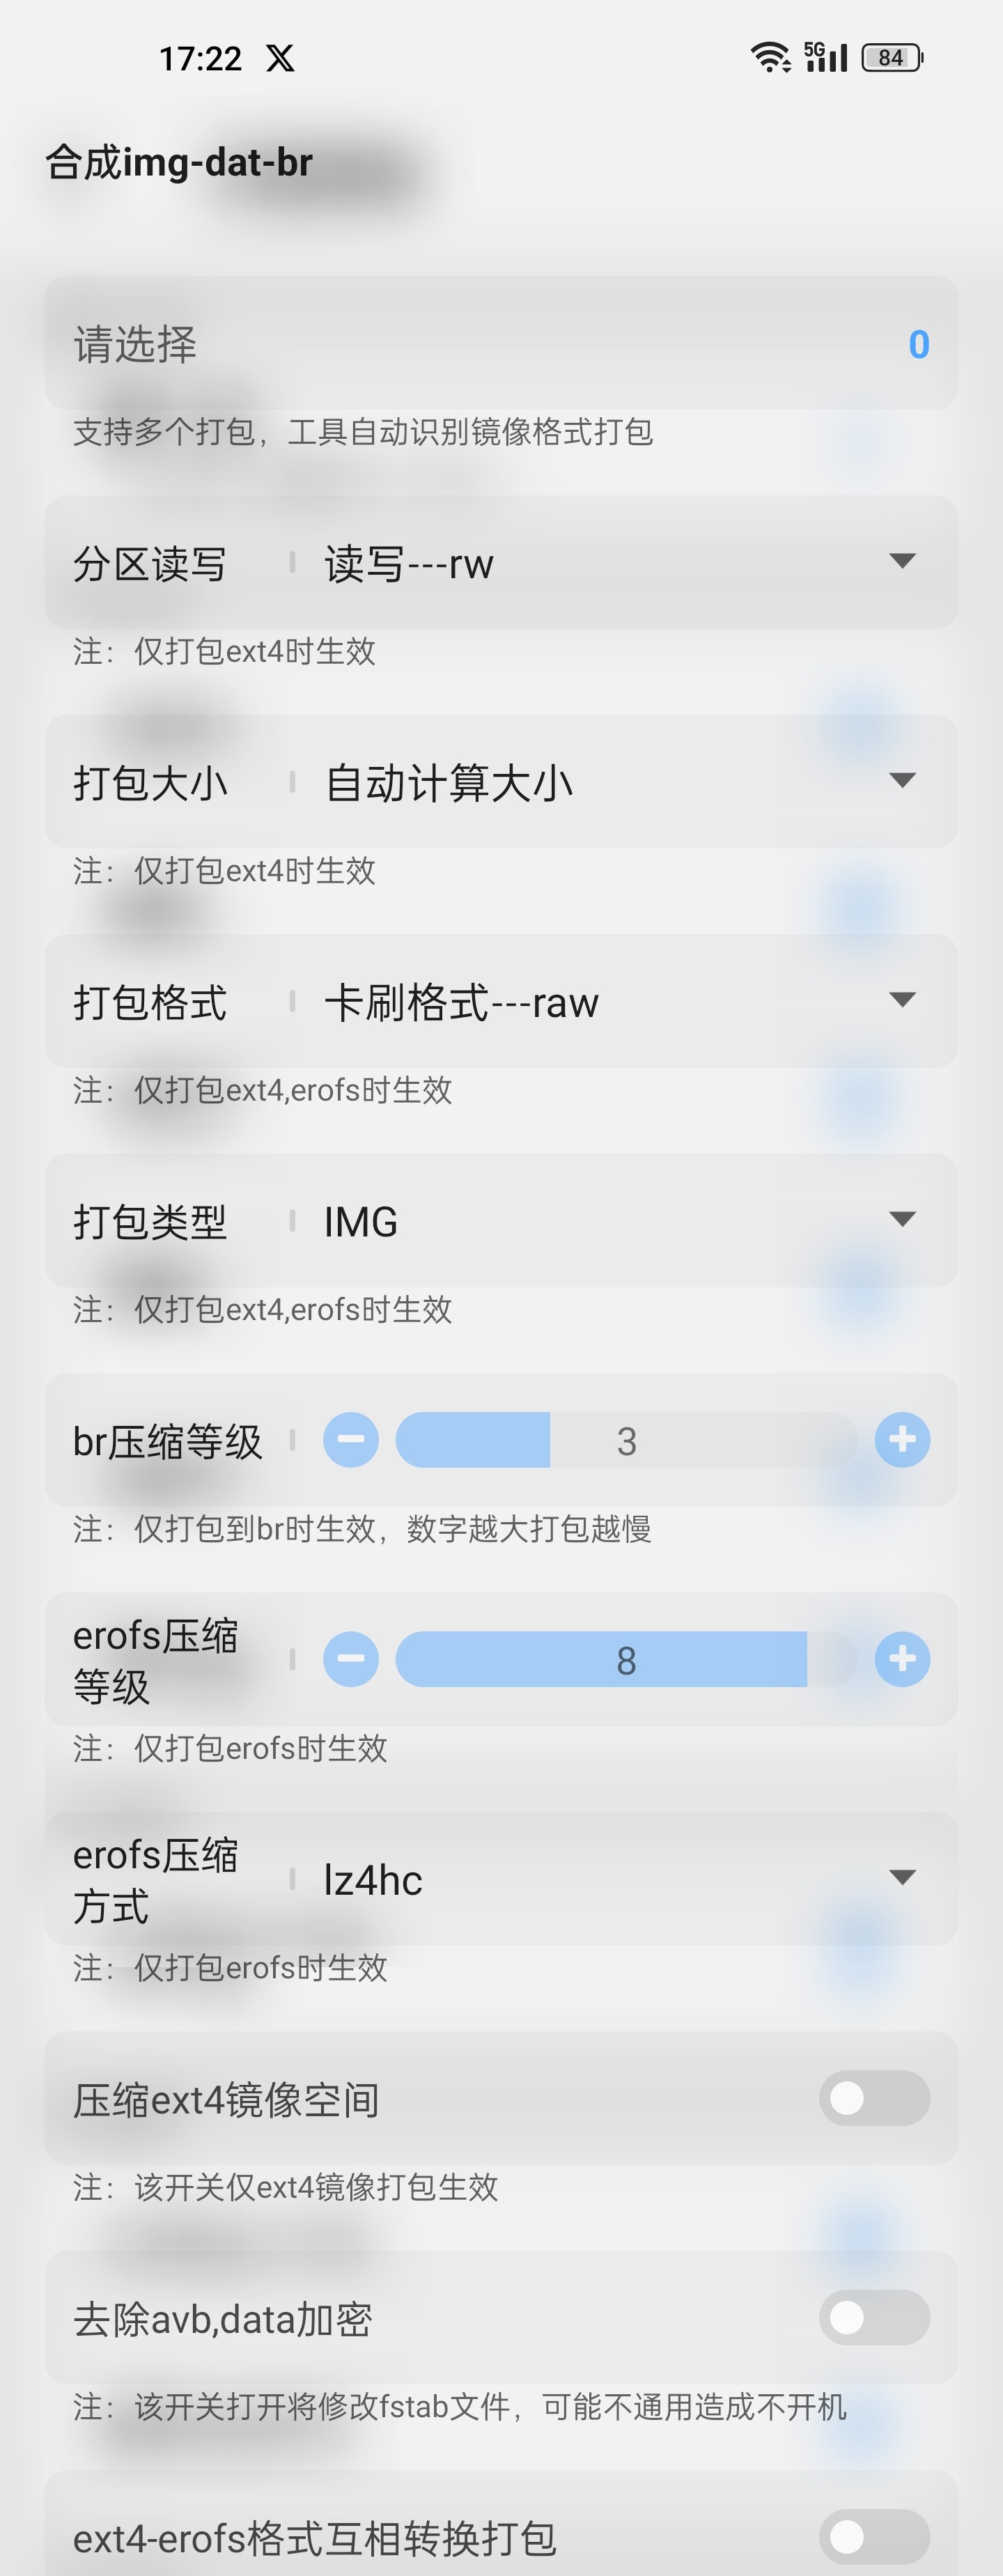 17:22
5G
84
合成img-dat-br
请选择
0
支持多个打包，工具自动识别镜像格式打包
分区读写
读写---rw
注：仅打包ext4时生效
打包大小
自动计算大小
注：仅打包ext4时生效
打包格式
卡刷格式---raw
注：仅打包ext4,erofs时生效
打包类型
IMG
注：仅打包ext4,erofs时生效
br压缩等级
3
注：仅打包到br时生效，数字越大打包越慢
erofs压缩
等级
8
注：仅打包erofs时生效
erofs压缩
方式
lz4hc
注：仅打包erofs时生效
压缩ext4镜像空间
注：该开关仅ext4镜像打包生效
去除avb,data加密
注：该开关打开将修改fstab文件，可能不通用造成不开机
ext4-erofs格式互相转换打包